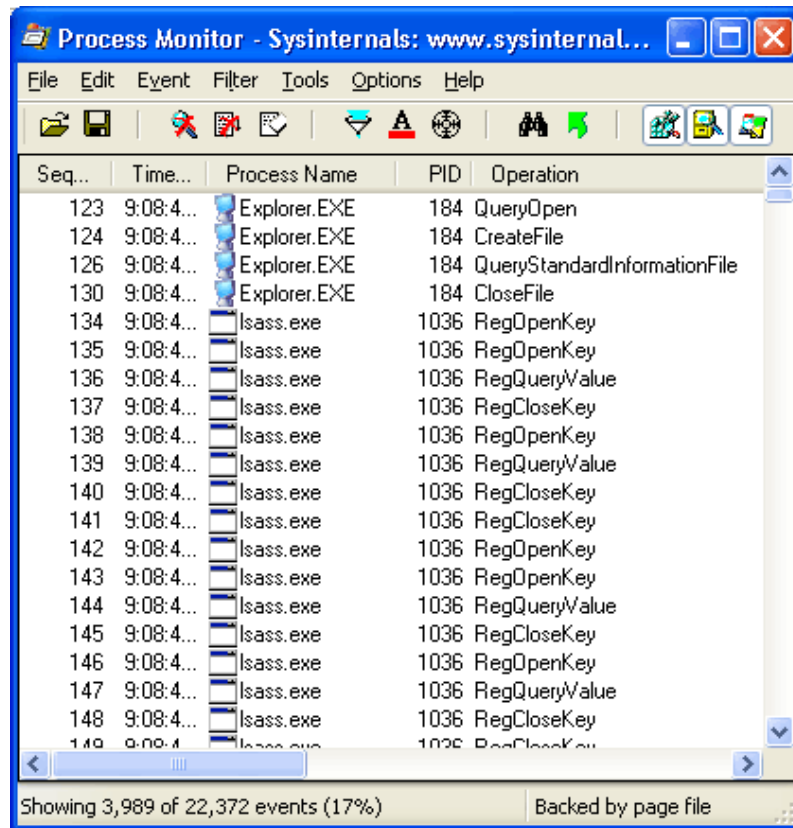 Process Monitor - Sysinternals: www.sysinternal...
File Edit Event Filter Tools Options Help
Seq... Time... Process Name PID Operation
123 9:08:4... Explorer.EXE 184 QueryOpen
124 9:08:4... Explorer.EXE 184 CreateFile
126 9:08:4... Explorer.EXE 184 QueryStandardInformationFile
130 9:08:4... Explorer.EXE 184 CloseFile
134 9:08:4... lsass.exe 1036 RegOpenKey
135 9:08:4... lsass.exe 1036 RegOpenKey
136 9:08:4... lsass.exe 1036 RegQueryValue
137 9:08:4... lsass.exe 1036 RegCloseKey
138 9:08:4... lsass.exe 1036 RegOpenKey
139 9:08:4... lsass.exe 1036 RegQueryValue
140 9:08:4... lsass.exe 1036 RegCloseKey
141 9:08:4... lsass.exe 1036 RegCloseKey
142 9:08:4... lsass.exe 1036 RegOpenKey
143 9:08:4... lsass.exe 1036 RegOpenKey
144 9:08:4... lsass.exe 1036 RegQueryValue
145 9:08:4... lsass.exe 1036 RegCloseKey
146 9:08:4... lsass.exe 1036 RegOpenKey
147 9:08:4... lsass.exe 1036 RegQueryValue
148 9:08:4... lsass.exe 1036 RegCloseKey
149 9:08:4... lsass.exe 1036 RegCloseKey
Showing 3,989 of 22,372 events (17%) Backed by page file